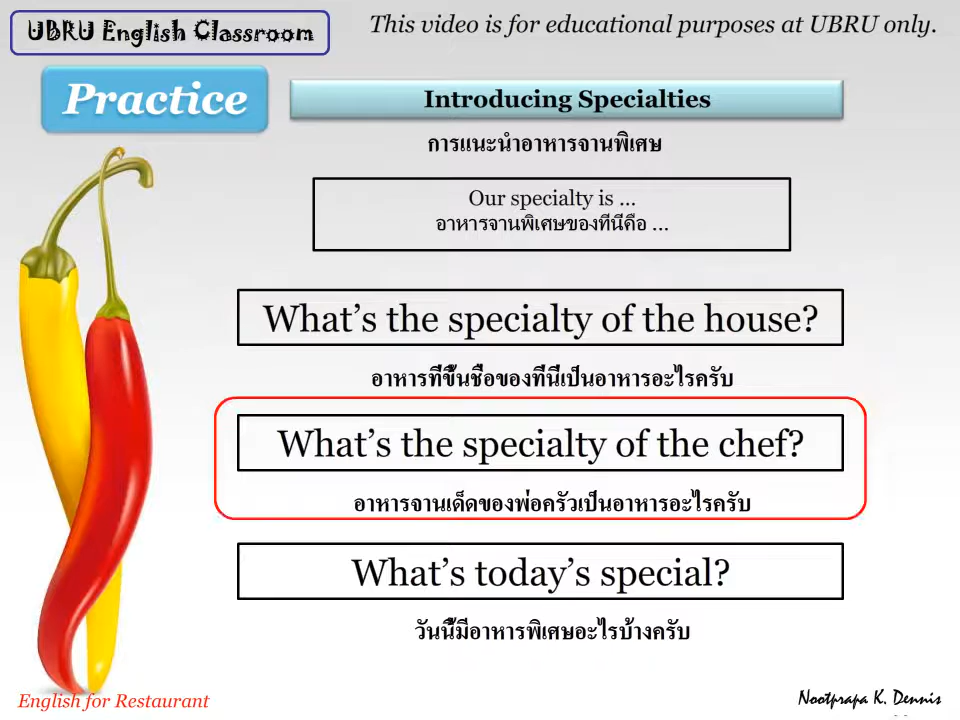 UBRU English Classroom
This video is for educational purposes at UBRU only.
Practice
Introducing Specialties
การแนะนำอาหารจานพิเศษ
Our specialty is ...
อาหารจานพิเศษของที่นี่คือ ...
What's the specialty of the house?
อาหารที่ขึ้นชื่อของที่นี่เป็นอาหารอะไรครับ
What's the specialty of the chef?
อาหารจานเด็ดของพ่อครัวเป็นอาหารอะไรครับ
What's today's special?
วันนี้มีอาหารพิเศษอะไรบ้างครับ
English for Restaurant
Nootprapa K. Dennis